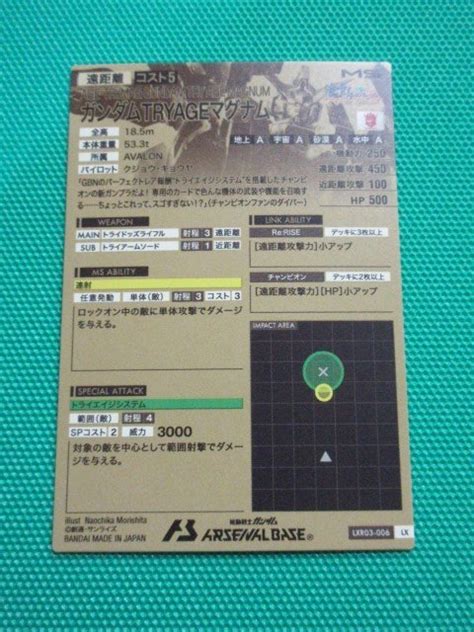 遠距離 コスト5
MS
ガンダムTRYAGEマグナム
全高 18.5m
本体重量 53.3t
所属 AVALON
パイロット クジョウ・キョウヤ
地上 A 宇宙 A 砂漠 A 水中 A
機動力 250
遠距離攻撃 450
近距離攻撃 100
HP 500
「GBNのパーフェクトレア報酬"トライエイジシステム"を搭載したチャンピ
オンの新ガンプラだよ！専用のカードで色んな機体の武装や機能を召喚す
る──ちょっとこれって、スゴすぎない！？」(チャンピオンファンのダイバー)
WEAPON
MAIN トライドッズライフル 射程 3 遠距離
SUB トライアームソード 射程 1 近距離
MS ABILITY
連射
任意発動 単体(敵) 射程 3 コスト 3
ロックオン中の敵に単体攻撃でダメージ
を与える。
SPECIAL ATTACK
トライエイジシステム
範囲(敵) 射程 4
SPコスト 2 威力 3000
対象の敵を中心として範囲射撃でダメー
ジを与える。
LINK ABILITY
Re:RISE デッキに3枚以上
[遠距離攻撃力]小アップ
チャンピオン デッキに2枚以上
[遠距離攻撃力][HP]小アップ
IMPACT AREA
illust Naochika Morishita
©創通・サンライズ
BANDAI MADE IN JAPAN
機動戦士ガンダム
ARSENAL BASE®
LXR03-006 LX